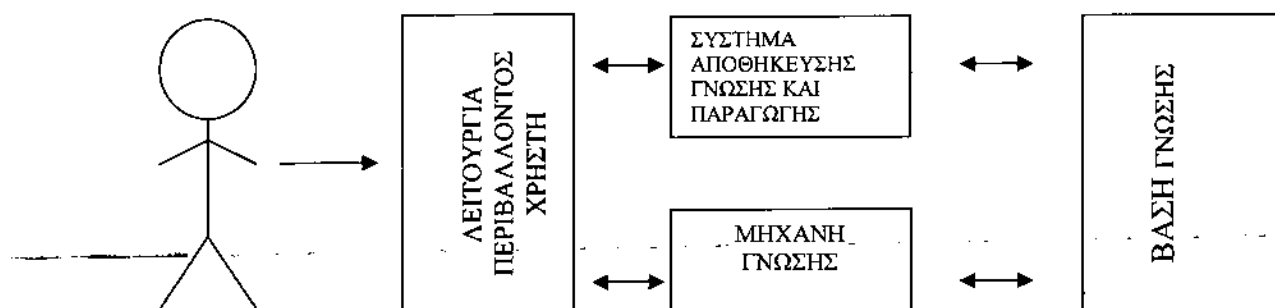 ΛΕΙΤΟΥΡΓΙΑ
ΠΕΡΙΒΑΛΛΟΝΤΟΣ
ΧΡΗΣΤΗ
ΣΥΣΤΗΜΑ
ΑΠΟΘΗΚΕΥΣΗΣ
ΓΝΩΣΗΣ ΚΑΙ
ΠΑΡΑΓΩΓΗΣ
ΜΗΧΑΝΗ
ΓΝΩΣΗΣ
ΒΑΣΗ ΓΝΩΣΗΣ